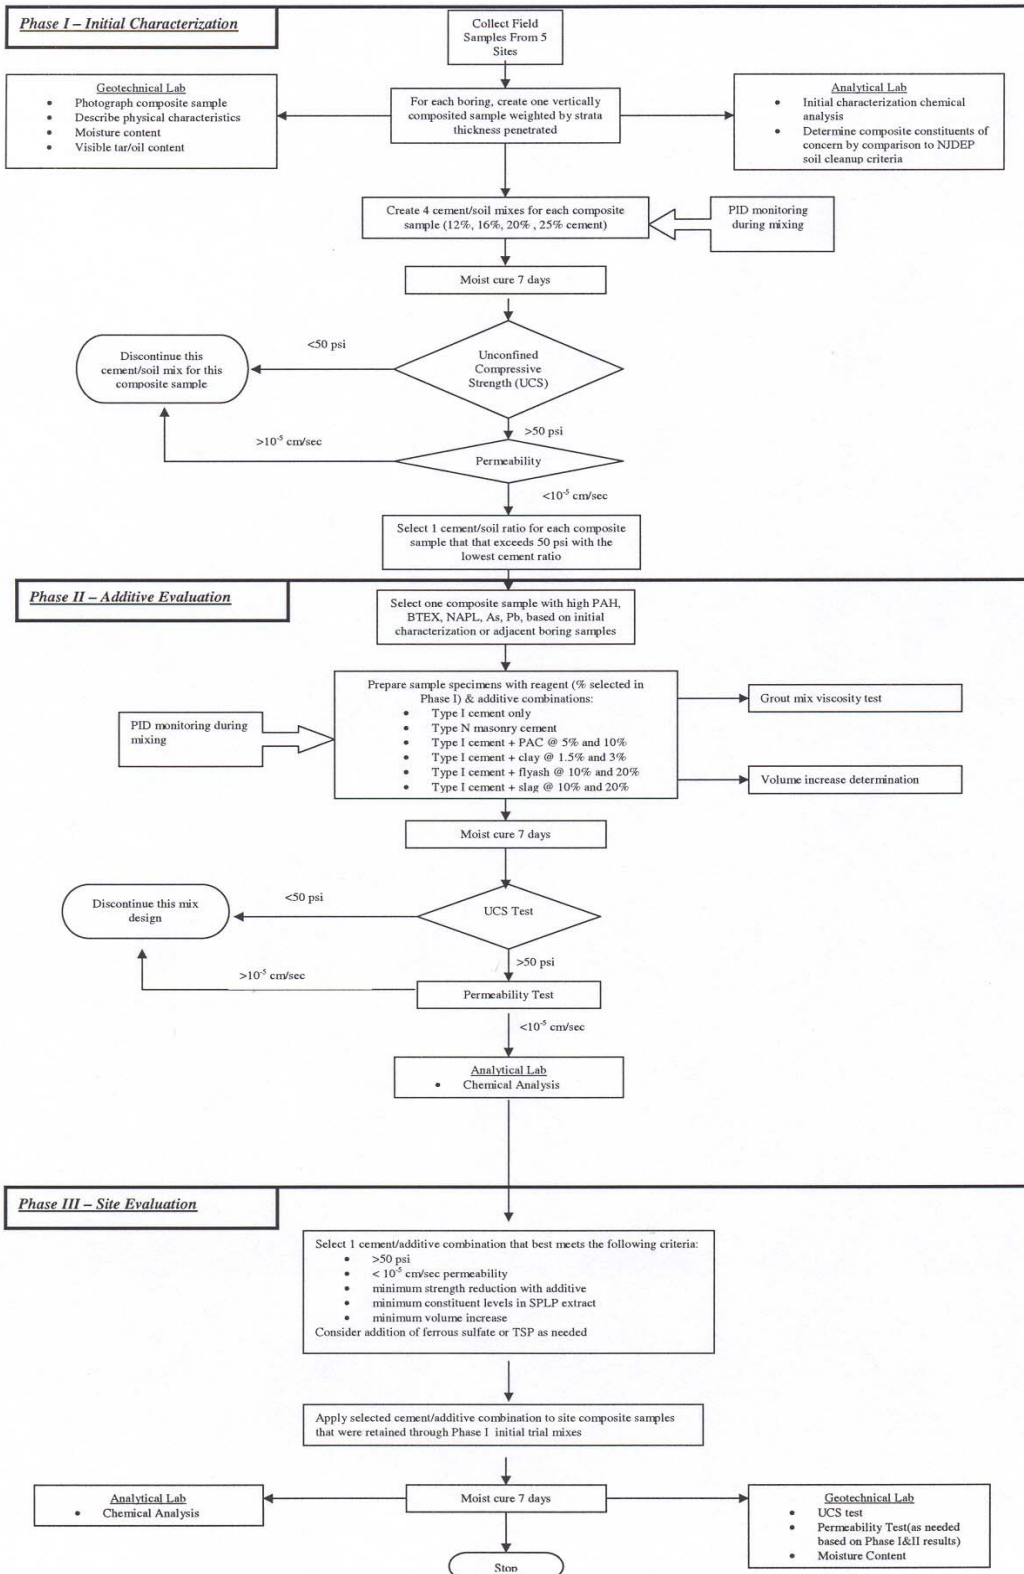 Phase I – Initial Characterization
Collect Field
Samples From 5
Sites
Geotechnical Lab
• Photograph composite sample
• Describe physical characteristics
• Moisture content
• Visible tar/oil content
For each boring, create one vertically
composited sample weighted by strata
thickness penetrated
Analytical Lab
• Initial characterization chemical
analysis
• Determine composite constituents of
concern by comparison to NJDEP
soil cleanup criteria
Create 4 cement/soil mixes for each composite
sample (12%, 16%, 20% , 25% cement)
PID monitoring
during mixing
Moist cure 7 days
<50 psi
Discontinue this
cement/soil mix for this
composite sample
Unconfined
Compressive
Strength (UCS)
>50 psi
>10⁻⁵ cm/sec
Permeability
<10⁻⁵ cm/sec
Select 1 cement/soil ratio for each composite
sample that that exceeds 50 psi with the
lowest cement ratio
Phase II – Additive Evaluation
Select one composite sample with high PAH,
BTEX, NAPL, As, Pb, based on initial
characterization or adjacent boring samples
Prepare sample specimens with reagent (% selected in
Phase I) & additive combinations:
• Type I cement only
• Type N masonry cement
• Type I cement + PAC @ 5% and 10%
• Type I cement + clay @ 1.5% and 3%
• Type I cement + flyash @ 10% and 20%
• Type I cement + slag @ 10% and 20%
PID monitoring during
mixing
Grout mix viscosity test
Volume increase determination
Moist cure 7 days
<50 psi
Discontinue this mix
design
UCS Test
>50 psi
>10⁻⁵ cm/sec
Permeability Test
<10⁻⁵ cm/sec
Analytical Lab
• Chemical Analysis
Phase III – Site Evaluation
Select 1 cement/additive combination that best meets the following criteria:
• >50 psi
• < 10⁻⁵ cm/sec permeability
• minimum strength reduction with additive
• minimum constituent levels in SPLP extract
• minimum volume increase
Consider addition of ferrous sulfate or TSP as needed
Apply selected cement/additive combination to site composite samples
that were retained through Phase I initial trial mixes
Analytical Lab
• Chemical Analysis
Moist cure 7 days
Geotechnical Lab
• UCS test
• Permeability Test(as needed
based on Phase I&II results)
• Moisture Content
Stop